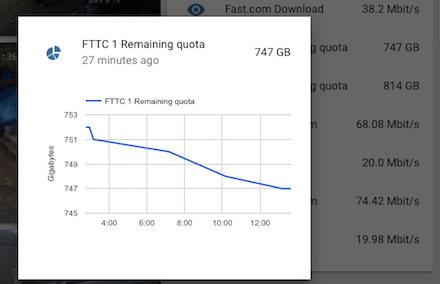 Fast.com Download 38.2 Mbit/s
FTTC 1 Remaining quota
27 minutes ago
747 GB
quota 747 GB
quota 814 GB
68.08 Mbit/s
20.0 Mbit/s
74.42 Mbit/s
19.98 Mbit/s
FTTC 1 Remaining quota
Gigabytes
753
751
749
747
745
4:00 6:00 8:00 10:00 12:00